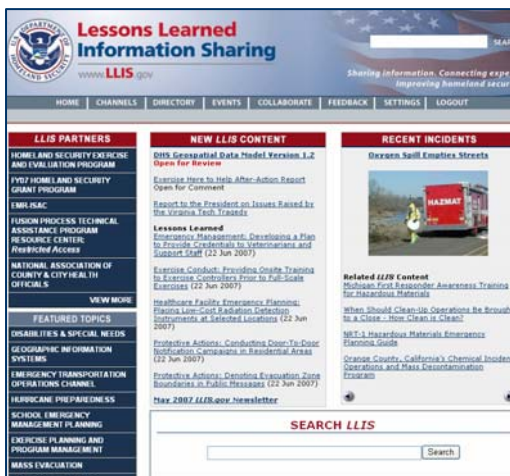 Lessons Learned
Information Sharing
www.LLIS.gov
SEAR
Sharing information. Connecting expe
improving homeland secur
HOME | CHANNELS | DIRECTORY | EVENTS | COLLABORATE | FEEDBACK | SETTINGS | LOGOUT
LLIS PARTNERS
HOMELAND SECURITY EXERCISE
AND EVALUATION PROGRAM
FY07 HOMELAND SECURITY
GRANT PROGRAM
EMR-ISAC
FUSION PROCESS TECHNICAL
ASSISTANCE PROGRAM
RESOURCE CENTER:
Restricted Access
NATIONAL ASSOCIATION OF
COUNTY & CITY HEALTH
OFFICIALS
VIEW MORE
FEATURED TOPICS
DISABILITIES & SPECIAL NEEDS
GEOGRAPHIC INFORMATION
SYSTEMS
EMERGENCY TRANSPORTATION
OPERATIONS CHANNEL
HURRICANE PREPAREDNESS
SCHOOL EMERGENCY
MANAGEMENT PLANNING
EXERCISE PLANNING AND
PROGRAM MANAGEMENT
MASS EVACUATION
NEW LLIS CONTENT
DHS Geospatial Data Model Version 1.2
Open for Review
Exercise Here to Help After-Action Report
Open for Comment
Report to the President on Issues Raised by
the Virginia Tech Tragedy
Lessons Learned
Emergency Management: Developing a Plan
to Provide Credentials to Veterinarians and
Support Staff (22 Jun 2007)
Exercise Conduct: Providing Onsite Training
to Exercise Controllers Prior to Full-Scale
Exercises (22 Jun 2007)
Healthcare Facility Emergency Planning:
Placing Low-Cost Radiation Detection
Instruments at Selected Locations (22 Jun
2007)
Protective Actions: Conducting Door-To-Door
Notification Campaigns in Residential Areas
(22 Jun 2007)
Protective Actions: Denoting Evacuation Zone
Boundaries in Public Messages (22 Jun 2007)
May 2007 LLIS.gov Newsletter
RECENT INCIDENTS
Oxygen Spill Empties Streets
HAZMAT
Related LLIS Content
Michigan First Responder Awareness Training
for Hazardous Materials
When Should Clean-Up Operations Be Brough
to a Close - How Clean is Clean?
NRT-1 Hazardous Materials Emergency
Planning Guide
Orange County, California's Chemical Inciden
Operations and Mass Decontamination
Program
SEARCH LLIS
Search